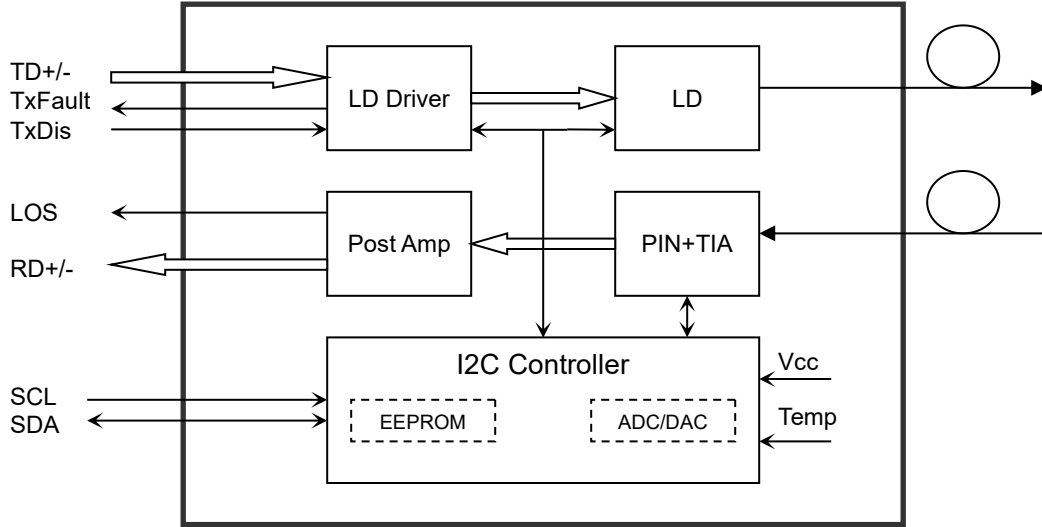 TD+/-
TxFault
TxDis
LD Driver
LD
LOS
RD+/-
Post Amp
PIN+TIA
I2C Controller
Vcc
SCL
SDA
EEPROM
ADC/DAC
Temp